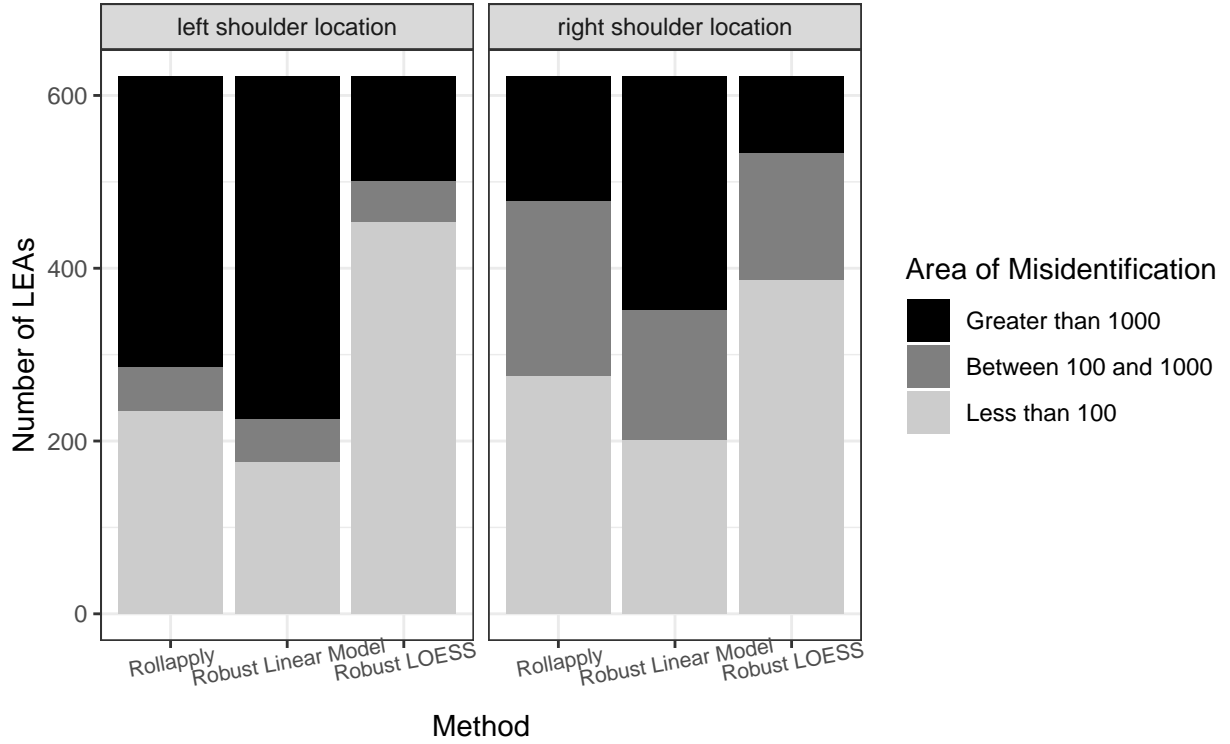 left shoulder location
right shoulder location
Number of LEAs
600
400
200
0
Rollapply
Robust Linear Model
Robust LOESS
Rollapply
Robust Linear Model
Robust LOESS
Method
Area of Misidentification
Greater than 1000
Between 100 and 1000
Less than 100